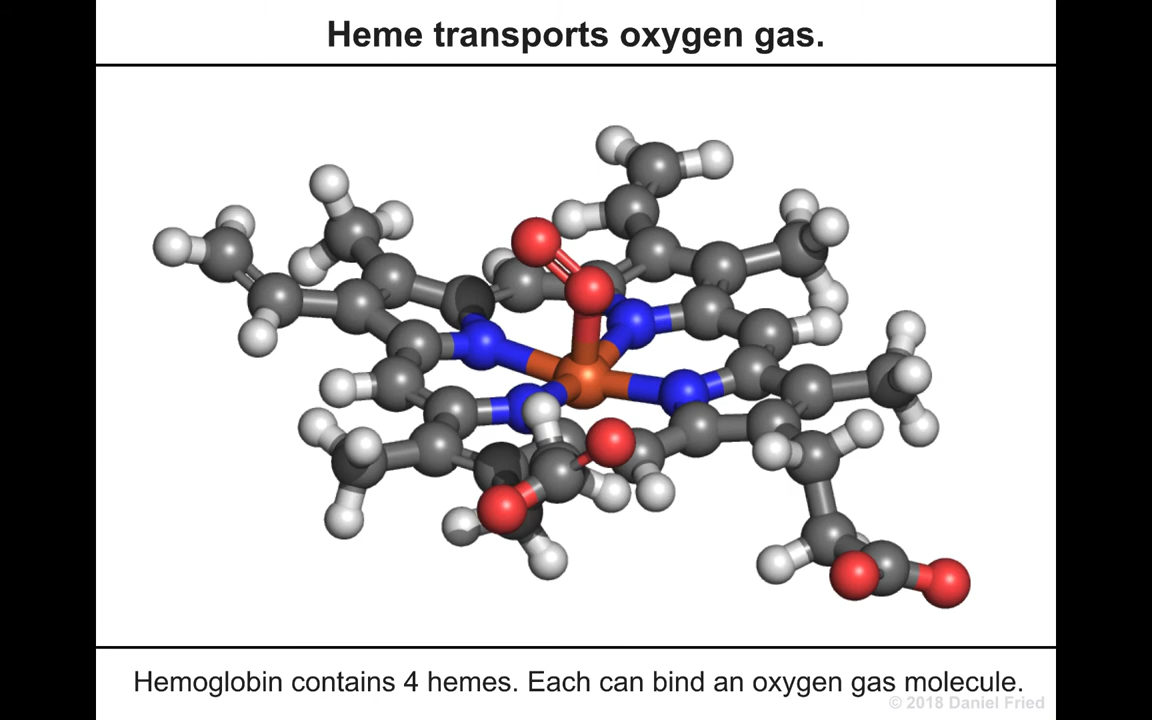 Heme transports oxygen gas.
Hemoglobin contains 4 hemes. Each can bind an oxygen gas molecule.
© 2018 Daniel Fried